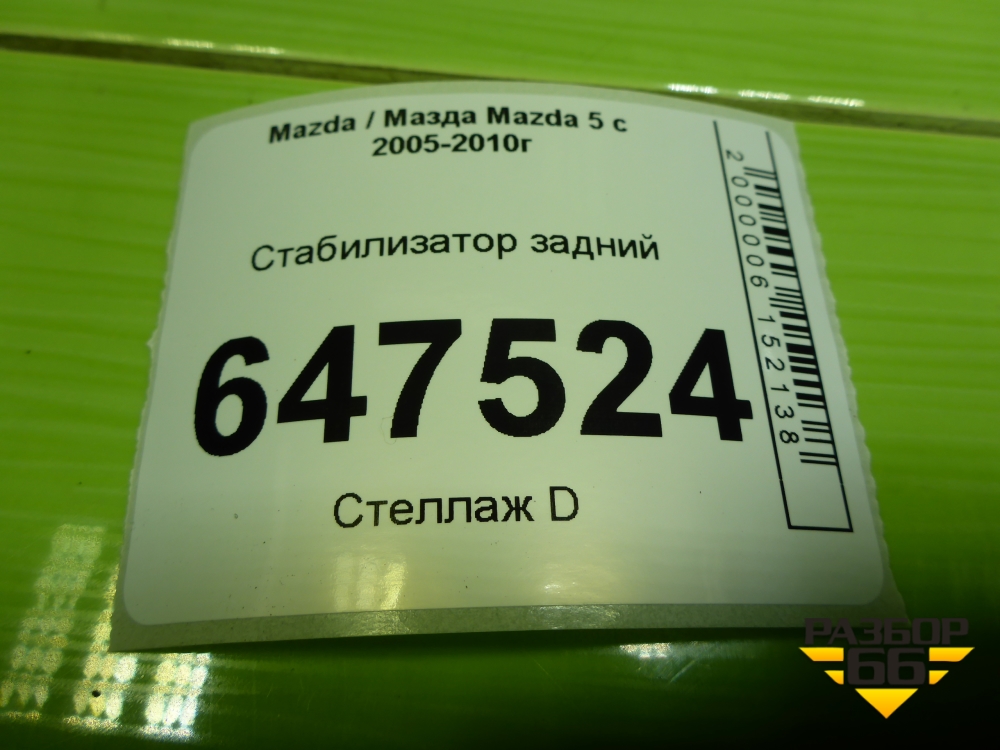 Mazda / Мазда Mazda 5 с
2005-2010г
Стабилизатор задний
647524
Стеллаж D
2000006152138
РАЗБОР
66